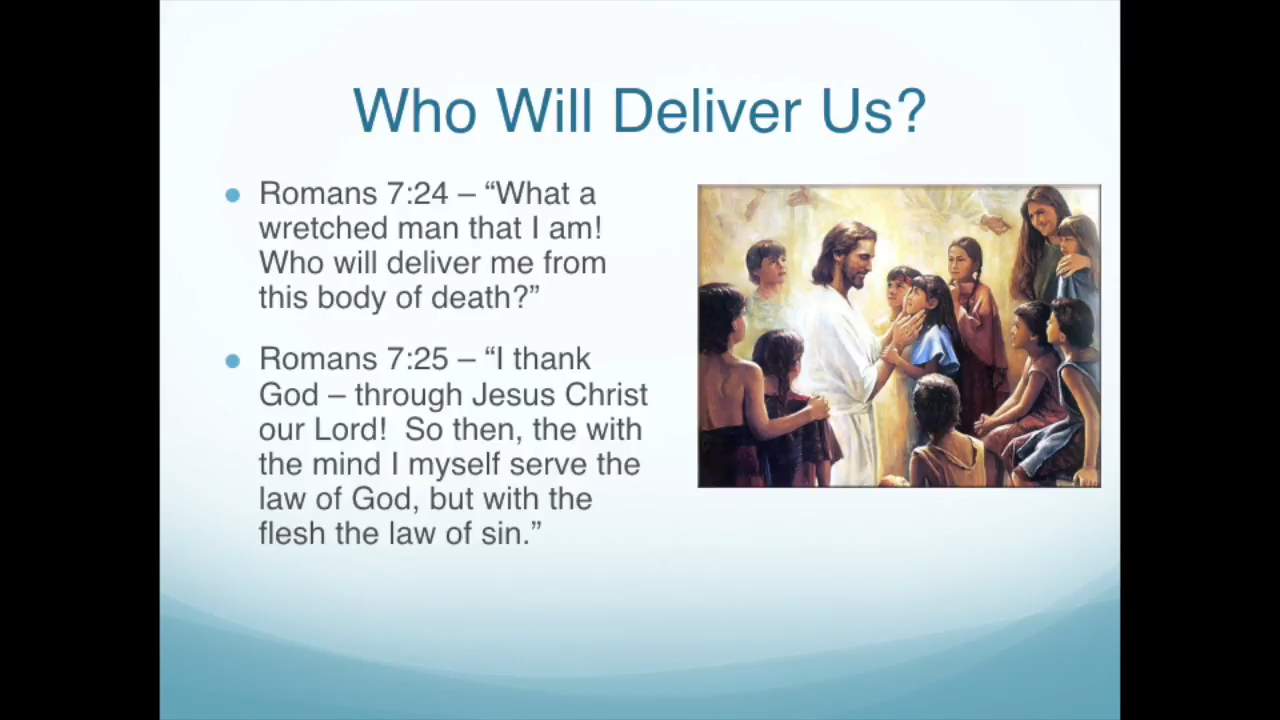 Who Will Deliver Us?
Romans 7:24 – “What a
wretched man that I am!
Who will deliver me from
this body of death?”
Romans 7:25 – “I thank
God – through Jesus Christ
our Lord!  So then, the with
the mind I myself serve the
law of God, but with the
flesh the law of sin.”